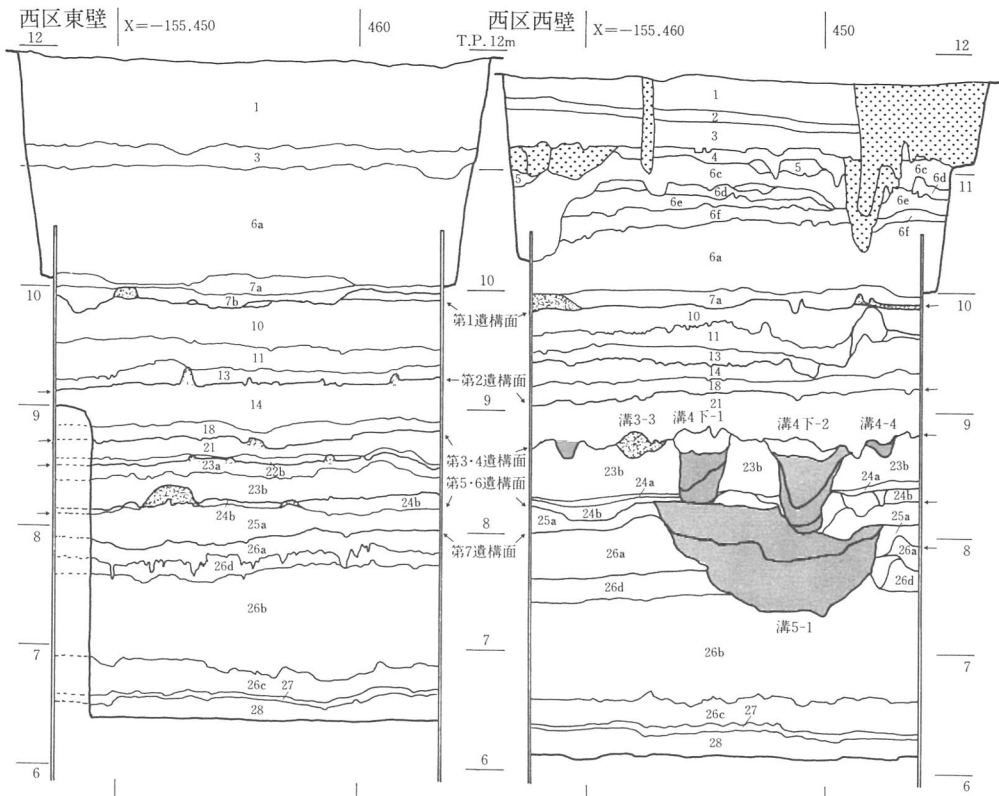 西区東壁
X=−155.450
460
12
1
3
6a
7a
10
7b
10
11
13
14
9
18
21
23a
22b
23b
24b
24b
25a
8
26a
26d
26b
7
26c
27
28
6
T.P.12m
10
第1遺構面
第2遺構面
9
第3・4遺構面
第5・6遺構面
8
第7遺構面
7
6
西区西壁
X=−155.460
450
12
1
2
3
4
5
5
6c
6c
6d
6d
11
6e
6e
6f
6f
6a
7a
10
10
11
13
14
18
21
9
溝3-3
溝4下-1
溝4下-2
溝4-4
23b
23b
23b
24a
24a
24b
24b
25a
25a
8
26a
26a
26d
26d
溝5-1
26b
7
26c
27
28
6